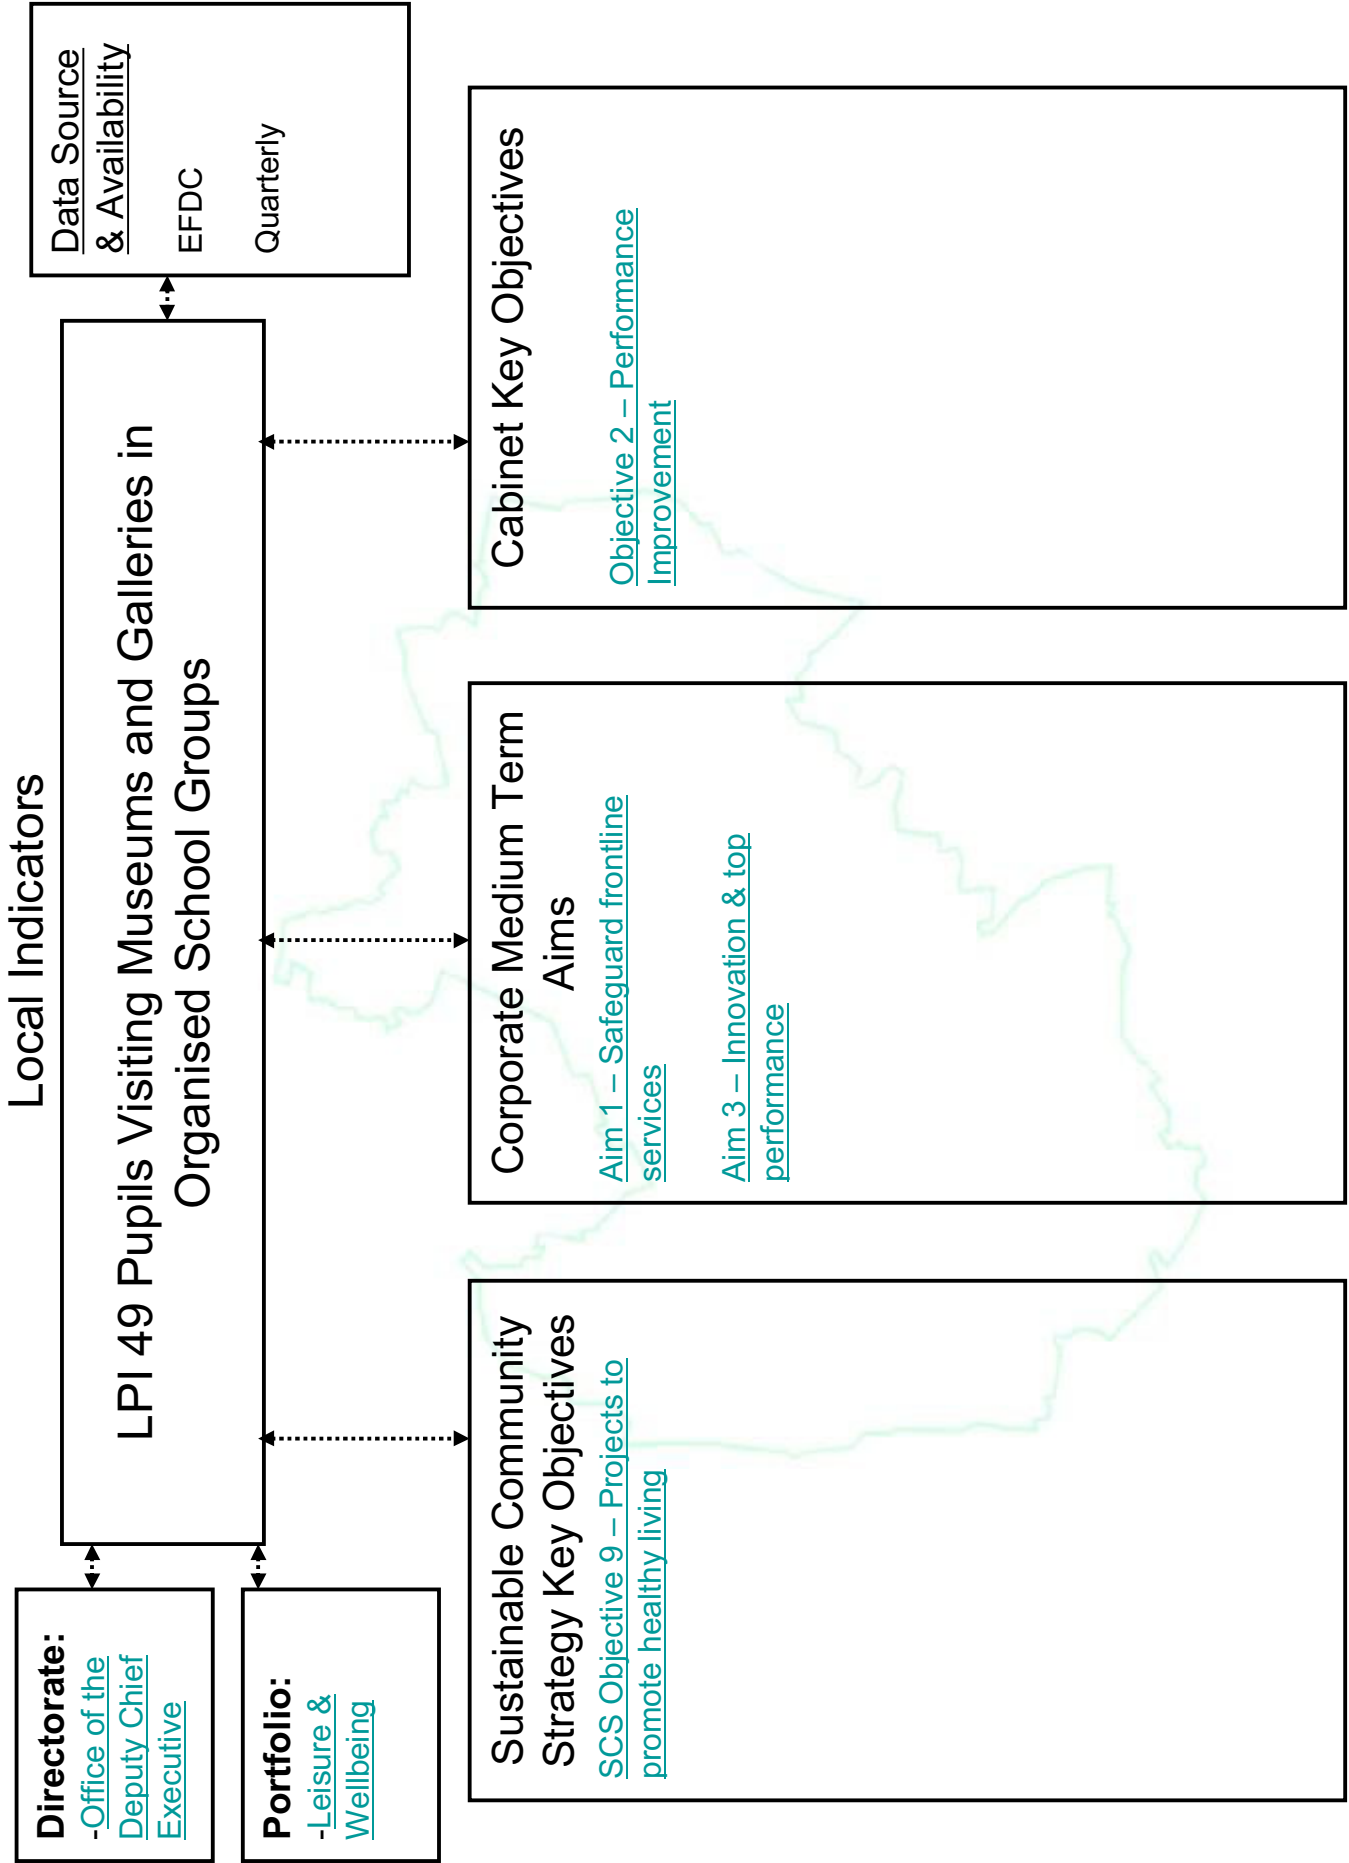 Local Indicators
Directorate:
-Office of the
Deputy Chief
Executive
Portfolio:
-Leisure &
Wellbeing
LPI 49 Pupils Visiting Museums and Galleries in
Organised School Groups
Data Source
& Availability
EFDC
Quarterly
Sustainable Community
Strategy Key Objectives
SCS Objective 9 – Projects to
promote healthy living
Corporate Medium Term
Aims
Aim 1 – Safeguard frontline
services
Aim 3 – Innovation & top
performance
Cabinet Key Objectives
Objective 2 – Performance
Improvement